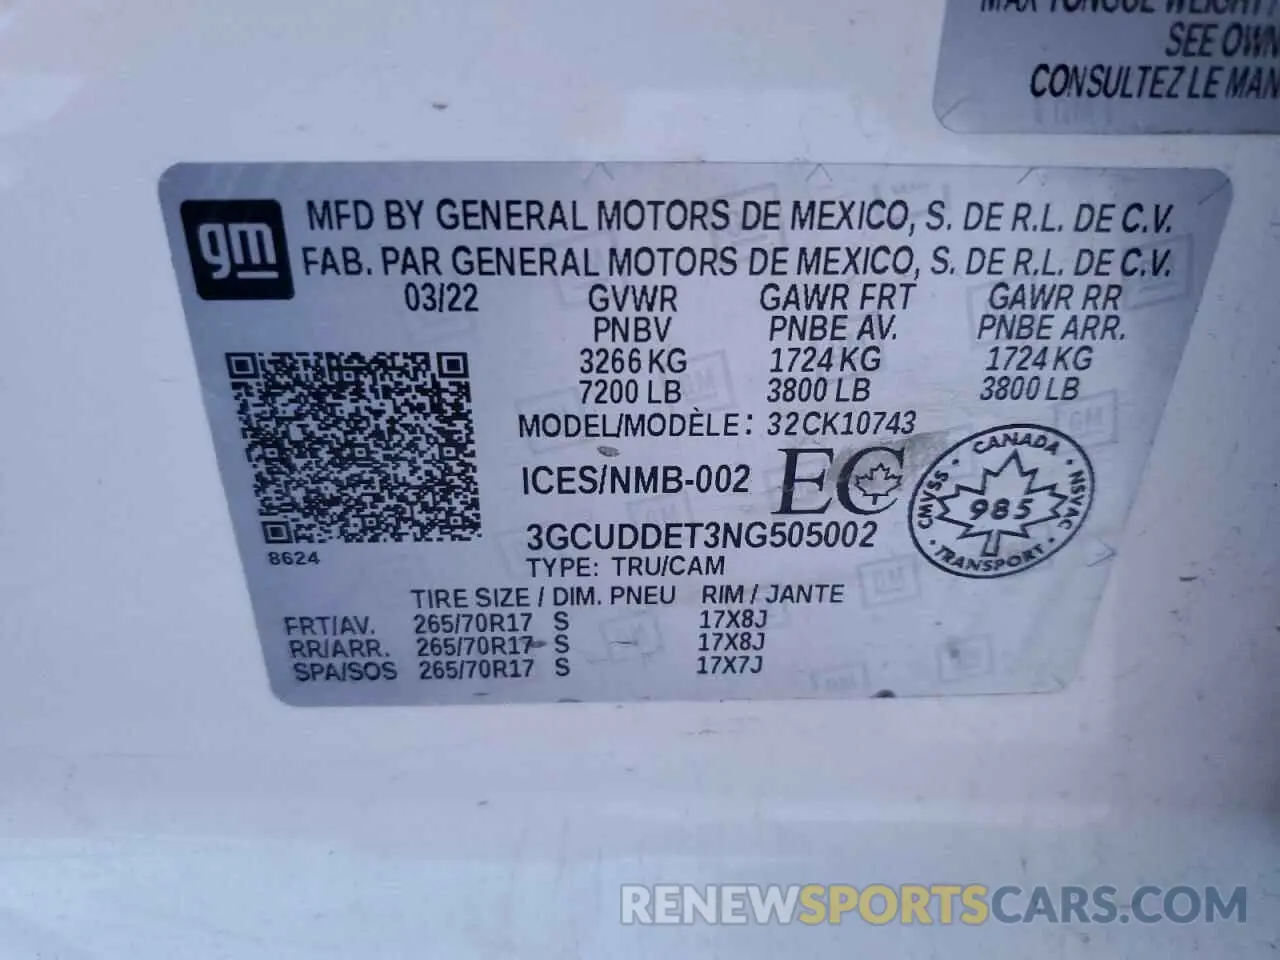 SEE OWN
CONSULTEZ LE MAN
gm
MFD BY GENERAL MOTORS DE MEXICO, S. DE R.L. DE C.V.
FAB. PAR GENERAL MOTORS DE MEXICO, S. DE R.L. DE C.V.
03/22 GVWR GAWR FRT GAWR RR
PNBV PNBE AV. PNBE ARR.
3266 KG 1724 KG 1724 KG
7200 LB 3800 LB 3800 LB
MODEL/MODÈLE: 32CK10743
ICES/NMB-002 EC
CANADA
CMVSS NSVAC
985
TRANSPORT
3GCUDDET3NG505002
8624
TYPE: TRU/CAM
TIRE SIZE / DIM. PNEU RIM / JANTE
FRT/AV. 265/70R17 S 17X8J
RR/ARR. 265/70R17 S 17X8J
SPA/SOS 265/70R17 S 17X7J
RENEWSPORTSCARS.COM